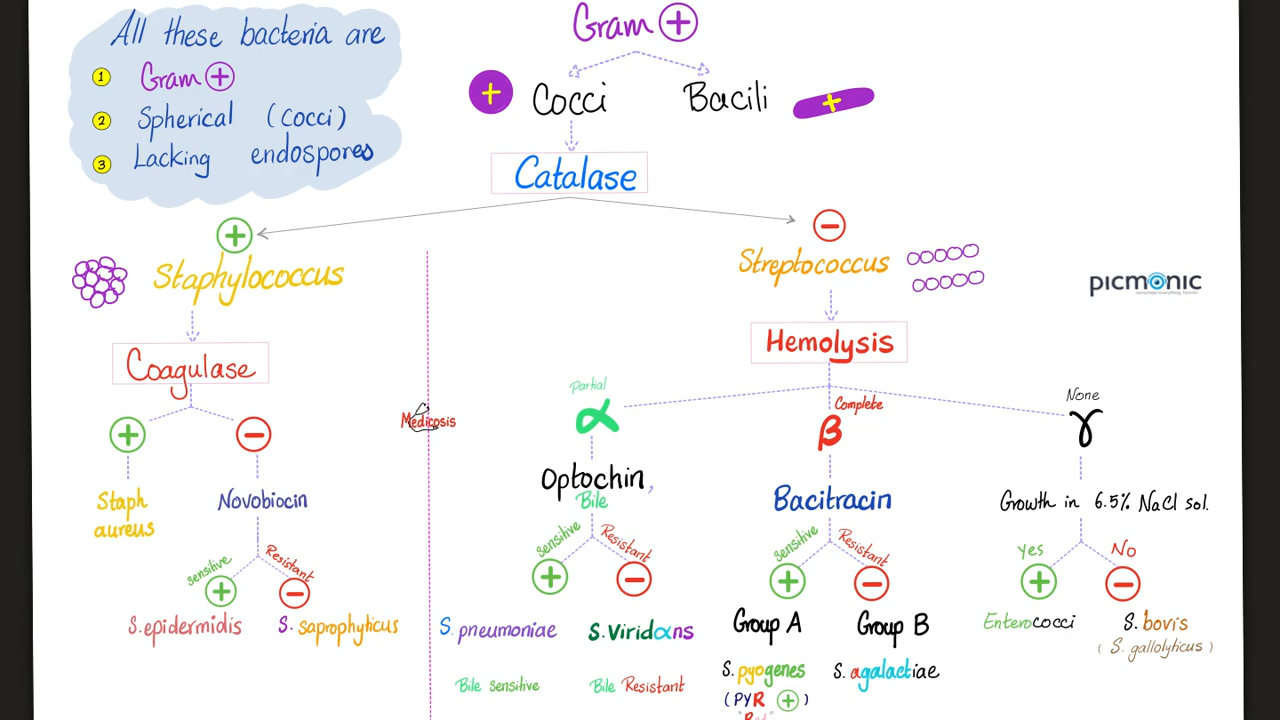 All these bacteria are
1 Gram +
2 Spherical (cocci)
3 Lacking endospores
Gram +
+ Cocci
Bacili +
Catalase
+
Staphylococcus
−
Streptococcus
picmonic
Coagulase
Hemolysis
+
−
Medicosis
Partial
α
Complete
β
None
γ
Staph
aureus
Novobiocin
Optochin,
Bile
Bacitracin
Growth in 6.5% NaCl sol.
Sensitive
Resistant
+
−
S.epidermidis
S. saprophyticus
Sensitive
Resistant
+
−
S. pneumoniae
S.Viridαns
Bile sensitive
Bile Resistant
Sensitive
Resistant
+
−
Group A
Group B
S. pyogenes
(PYR +)
S. agalactiae
Yes
No
+
−
Enterococci
S. bovis
(S. gallolyticus)